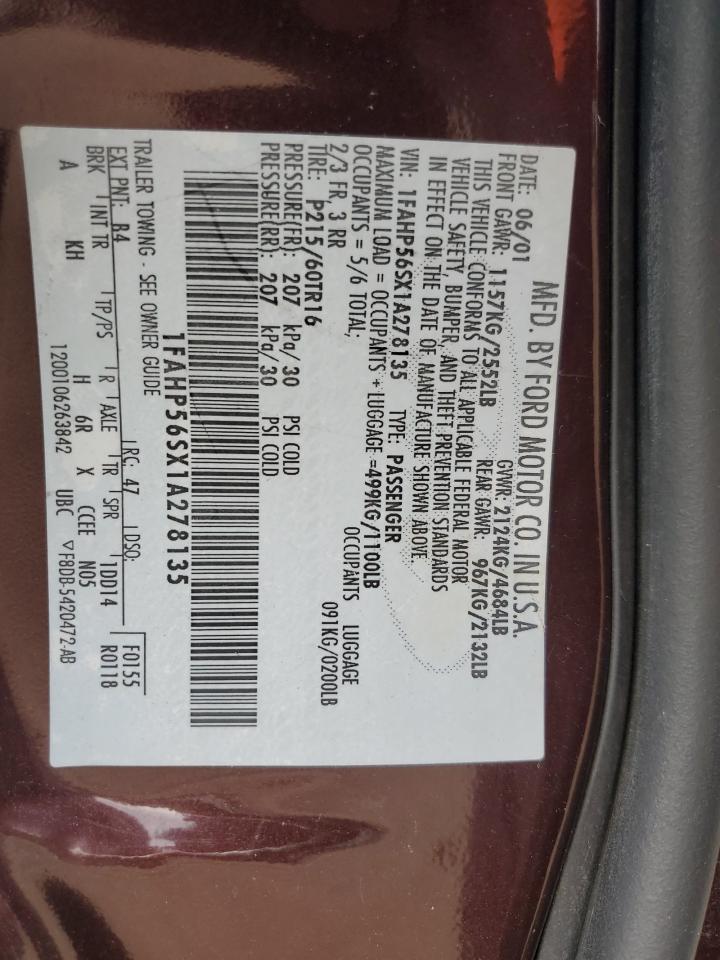 MFD. BY FORD MOTOR CO. IN U.S.A.
DATE: 06/01 GVWR: 2124KG/4684LB
FRONT GAWR: 1157KG/2552LB REAR GAWR: 967KG/2132LB
THIS VEHICLE CONFORMS TO ALL APPLICABLE FEDERAL MOTOR
VEHICLE SAFETY, BUMPER, AND THEFT PREVENTION STANDARDS
IN EFFECT ON THE DATE OF MANUFACTURE SHOWN ABOVE.
VIN: 1FAHP56SX1A278135 TYPE: PASSENGER
MAXIMUM LOAD = OCCUPANTS + LUGGAGE =499KG/1100LB
OCCUPANTS = 5/6 TOTAL; OCCUPANTS LUGGAGE
2/3 FR, 3 RR 091KG/0200LB
TIRE: P215/60TR16
PRESSURE(FR): 207 kPa/30 PSI COLD
PRESSURE(RR): 207 kPa/30 PSI COLD
1FAHP56SX1A278135
TRAILER TOWING - SEE OWNER GUIDE
EXT PNT: B4 RC: 47 DSO: F0155
BRK INT TR TP/PS R AXLE TR SPR 1DD14 R0118
A KH H 6R X CCEE N05
1200106263842 UBC ▽F8DB-5420472-AB